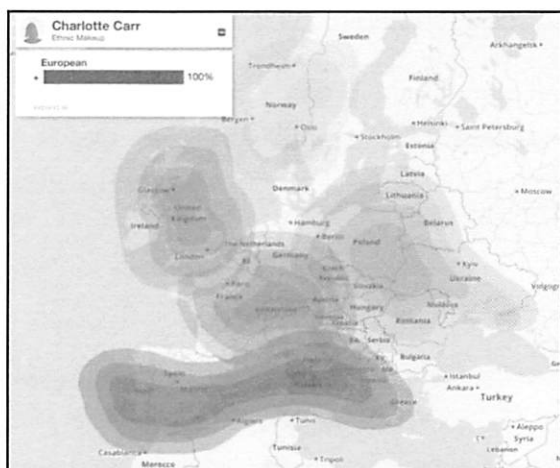 Charlotte Carr
Ethnic Makeup
European
100%
Sweden
Arkhangelsk
Trondheim
Finland
Norway
Bergen
Oslo
Helsinki
Saint Petersburg
Stockholm
Estonia
Latvia
Moscow
Glasgow
Denmark
Lithuania
United
Kingdom
Ireland
Hamburg
Belarus
The Netherlands
Berlin
Poland
London
Germany
Kyiv
Paris
Slovakia
Ukraine
France
Austria
Hungary
Moldova
Volgog
Croatia
Romania
Serbia
Bulgaria
Spain
Istanbul
Ankara
Greece
Turkey
Algiers
Tunis
Aleppo
Casablanca
Tunisia
Lebanon
Morocco
Tripoli